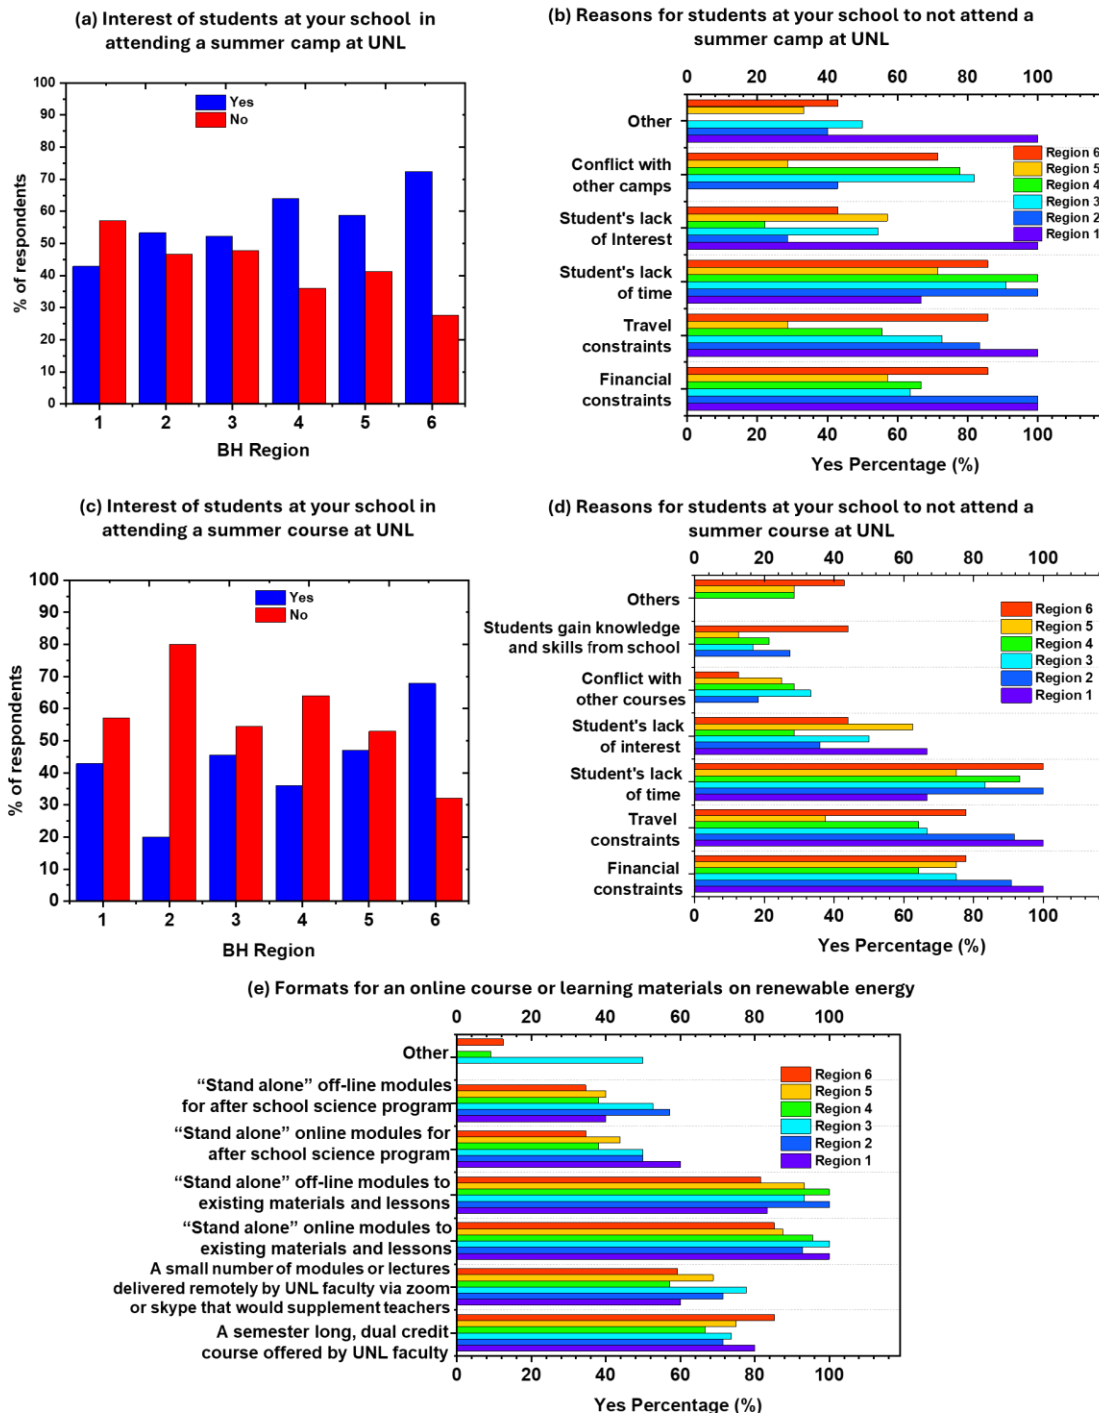 (a) Interest of students at your school in
attending a summer camp at UNL
100
90
80
70
60
50
40
30
20
10
0
% of respondents
Yes
No
1 2 3 4 5 6
BH Region
(b) Reasons for students at your school to not attend a
summer camp at UNL
0 20 40 60 80 100
Other
Conflict with
other camps
Student's lack
of Interest
Student's lack
of time
Travel
constraints
Financial
constraints
Region 6
Region 5
Region 4
Region 3
Region 2
Region 1
0 20 40 60 80 100
Yes Percentage (%)
(c) Interest of students at your school in
attending a summer course at UNL
100
90
80
70
60
50
40
30
20
10
0
% of respondents
Yes
No
1 2 3 4 5 6
BH Region
(d) Reasons for students at your school to not attend a
summer course at UNL
0 20 40 60 80 100
Others
Students gain knowledge
and skills from school
Conflict with
other courses
Student's lack
of interest
Student's lack
of time
Travel
constraints
Financial
constraints
Region 6
Region 5
Region 4
Region 3
Region 2
Region 1
0 20 40 60 80 100
Yes Percentage (%)
(e) Formats for an online course or learning materials on renewable energy
0 20 40 60 80 100
Other
“Stand alone” off-line modules
for after school science program
“Stand alone” online modules for
after school science program
“Stand alone” off-line modules to
existing materials and lessons
“Stand alone” online modules to
existing materials and lessons
A small number of modules or lectures
delivered remotely by UNL faculty via zoom
or skype that would supplement teachers
A semester long, dual credit
course offered by UNL faculty
Region 6
Region 5
Region 4
Region 3
Region 2
Region 1
0 20 40 60 80 100
Yes Percentage (%)